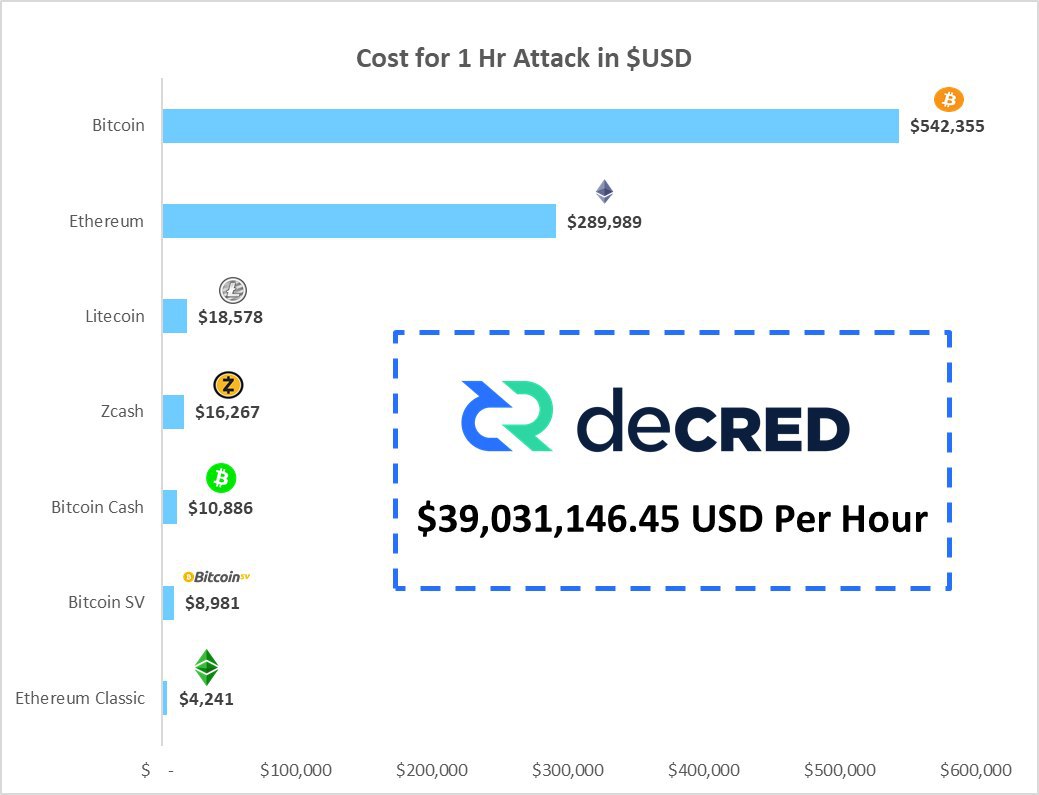 Cost for 1 Hr Attack in $USD
Bitcoin
$542,355
Ethereum
$289,989
Litecoin
$18,578
Zcash
$16,267
Bitcoin Cash
$10,886
Bitcoin SV
BitcoinSV
$8,981
Ethereum Classic
$4,241
deCRED
$39,031,146.45 USD Per Hour
$ - $100,000 $200,000 $300,000 $400,000 $500,000 $600,000